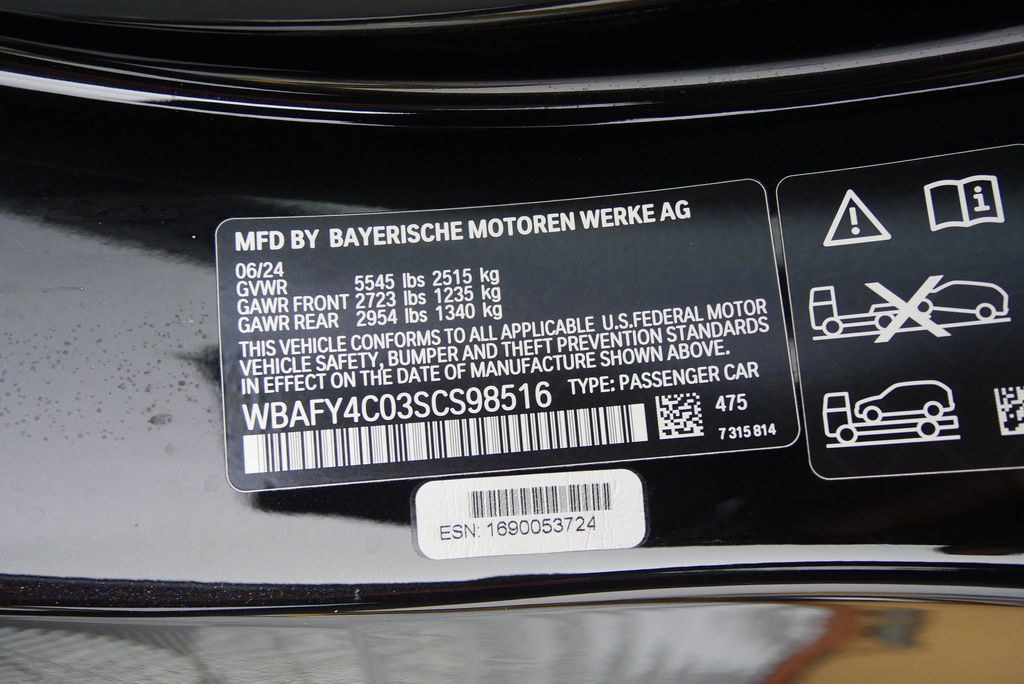 MFD BY BAYERISCHE MOTOREN WERKE AG
06/24
GVWR 5545 lbs 2515 kg
GAWR FRONT 2723 lbs 1235 kg
GAWR REAR 2954 lbs 1340 kg
THIS VEHICLE CONFORMS TO ALL APPLICABLE U.S.FEDERAL MOTOR
VEHICLE SAFETY, BUMPER AND THEFT PREVENTION STANDARDS
IN EFFECT ON THE DATE OF MANUFACTURE SHOWN ABOVE.
WBAFY4C03SCS98516 TYPE: PASSENGER CAR
475
7 315 814
ESN: 1690053724